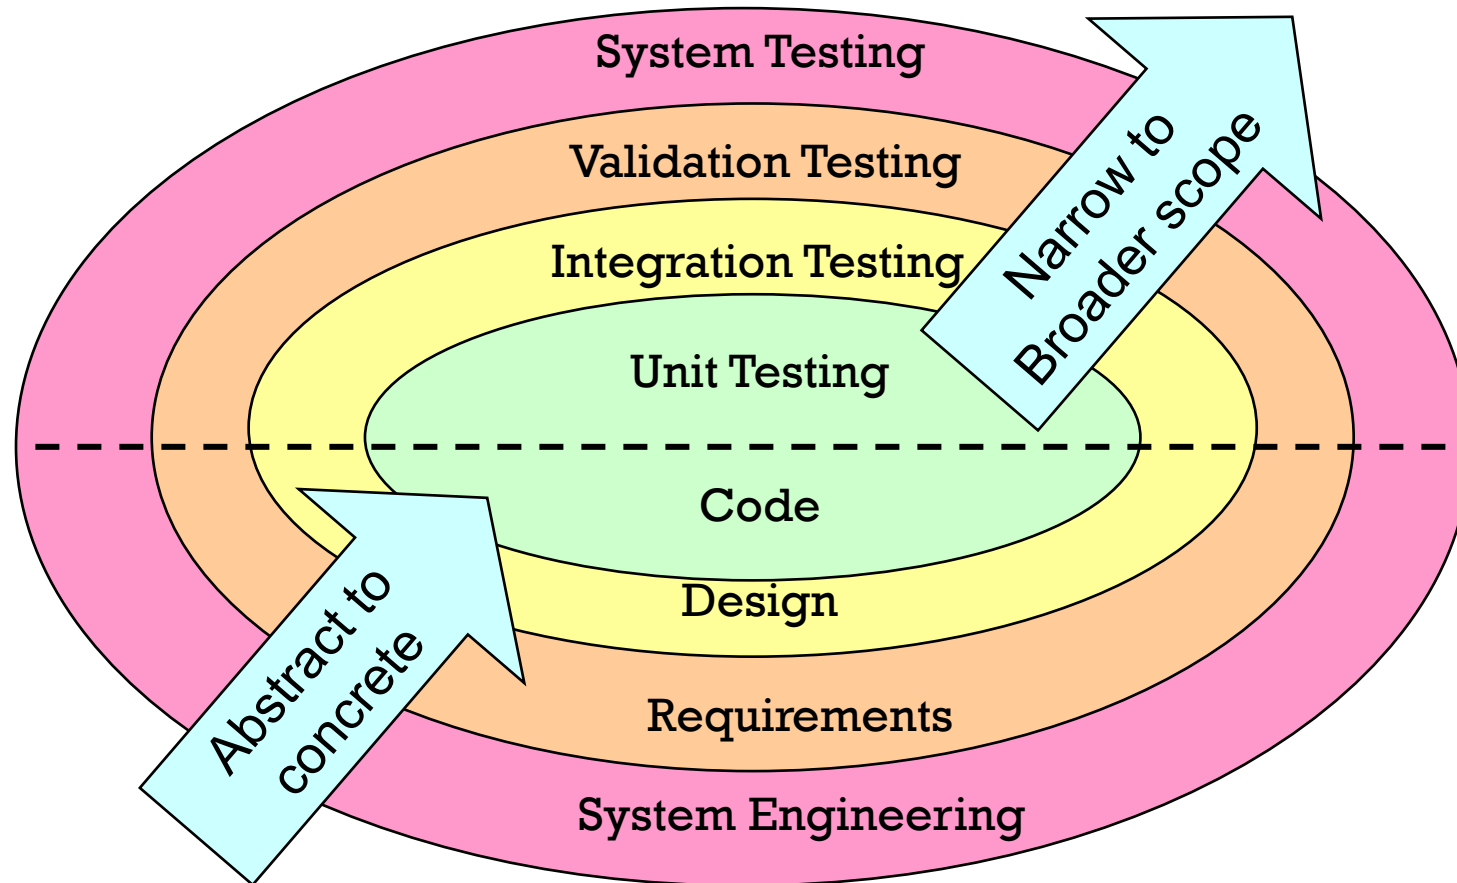 System Testing
Validation Testing
Integration Testing
Unit Testing
Narrow to
Broader scope
Code
Design
Requirements
System Engineering
Abstract to
concrete